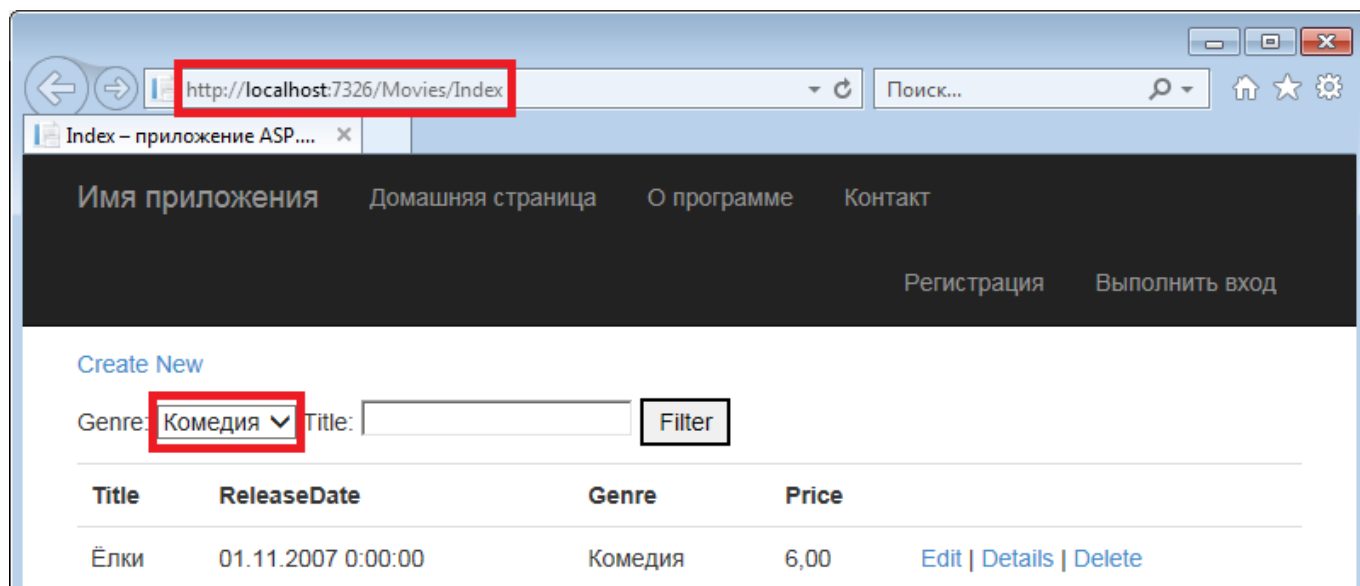 http://localhost:7326/Movies/Index
Поиск...
Index – приложение ASP....
Имя приложения Домашняя страница О программе Контакт
Регистрация Выполнить вход
Create New
Genre: Комедия Title: Filter
Title ReleaseDate Genre Price
Ёлки 01.11.2007 0:00:00 Комедия 6,00 Edit | Details | Delete